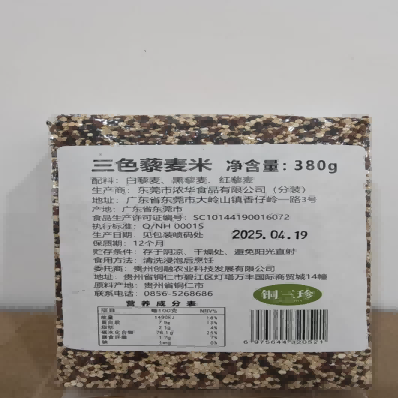 三色藜麦米 净含量: 380g
配料: 白藜麦、黑藜麦、红藜麦
生产商: 东莞市浓华食品有限公司 (分装)
地址: 广东省东莞市大岭山镇香仔岭一路3号
产地: 广东省东莞市
食品生产许可证编号: SC10144190016072
执行标准: Q/NH 0001S
生产日期: 见包装喷码处
2025.04.19
保质期: 12个月
贮存条件: 存于阴凉、干燥处、避免阳光直射
食用方法: 清洗浸泡后烹饪
委托商: 贵州创融农业科技发展有限公司
地址: 贵州省铜仁市碧江区灯塔万丰国际商贸城14幢
原料产地: 贵州省铜仁市
联系电话: 0856-5268686
铜三珍
营养成分表
项目 每100克 NRV%
6975644320521